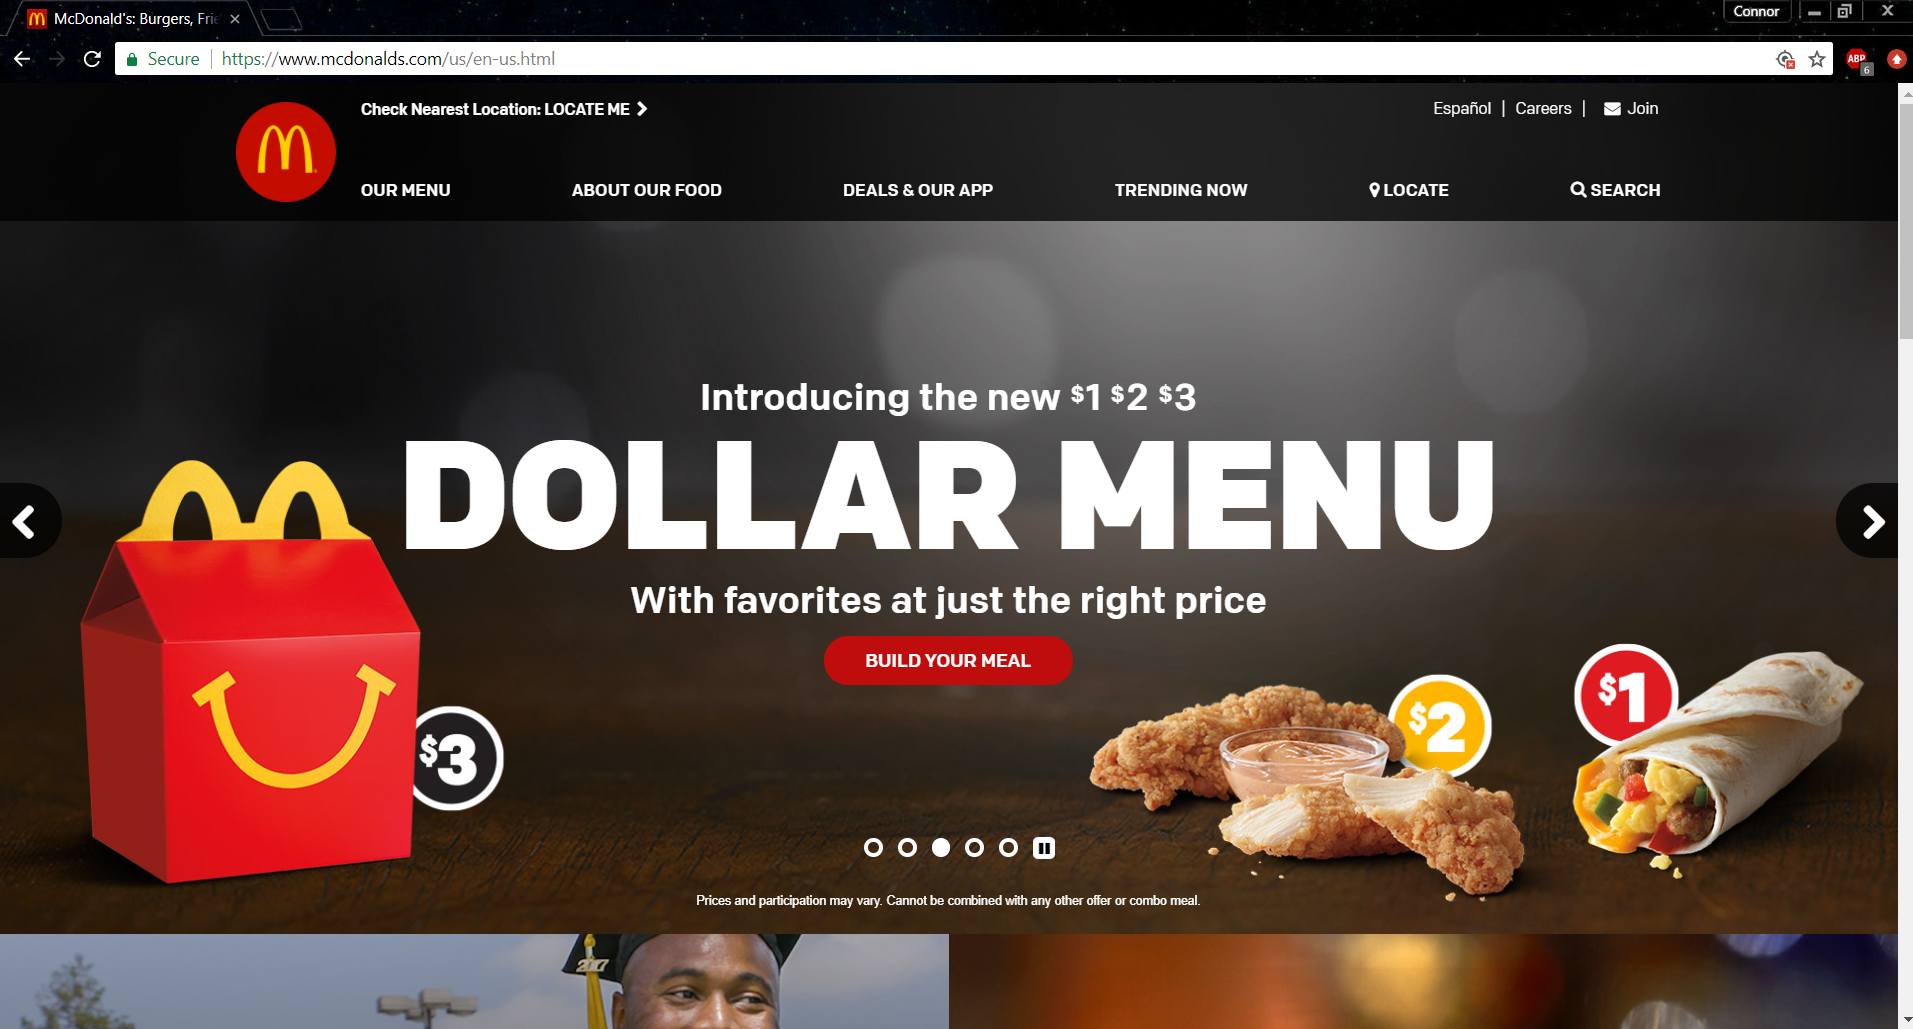 McDonald's: Burgers, Frie
Connor
Secure | https://www.mcdonalds.com/us/en-us.html
ABP
6
Check Nearest Location: LOCATE ME
Español | Careers | Join
OUR MENU
ABOUT OUR FOOD
DEALS & OUR APP
TRENDING NOW
LOCATE
SEARCH
Introducing the new $1 $2 $3
DOLLAR MENU
With favorites at just the right price
BUILD YOUR MEAL
$3
$2
$1
Prices and participation may vary. Cannot be combined with any other offer or combo meal.
2017